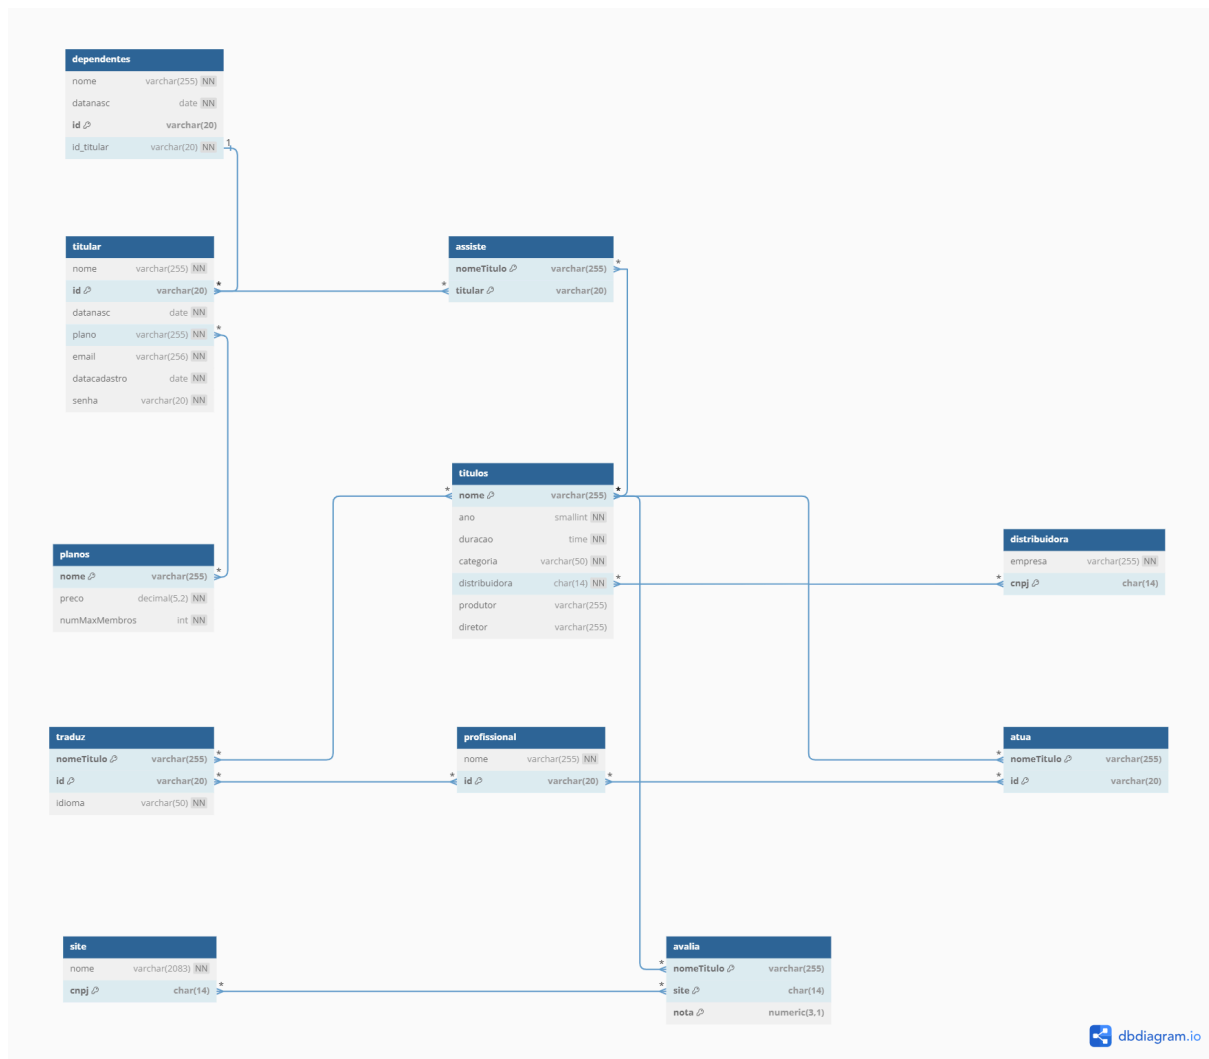 dependentes
nome varchar(255) NN
datanasc date NN
id varchar(20)
id_titular varchar(20) NN
1
titular
nome varchar(255) NN
id varchar(20)
*
datanasc date NN
plano varchar(255) NN
*
email varchar(256) NN
datacadastro date NN
senha varchar(20) NN
assiste
nomeTitulo varchar(255)
*
*
titular varchar(20)
titulos
*
nome varchar(255)
*
ano smallint NN
duracao time NN
categoria varchar(50) NN
distribuidora char(14) NN
*
produtor varchar(255)
diretor varchar(255)
distribuidora
empresa varchar(255) NN
*
cnpj char(14)
planos
nome varchar(255)
*
preco decimal(5,2) NN
numMaxMembros int NN
traduz
nomeTitulo varchar(255)
*
id varchar(20)
*
idioma varchar(50) NN
profissional
nome varchar(255) NN
*
id varchar(20)
*
atua
*
nomeTitulo varchar(255)
*
id varchar(20)
site
nome varchar(2083) NN
cnpj char(14)
*
avalia
*
nomeTitulo varchar(255)
*
site char(14)
nota numeric(3,1)
dbdiagram.io